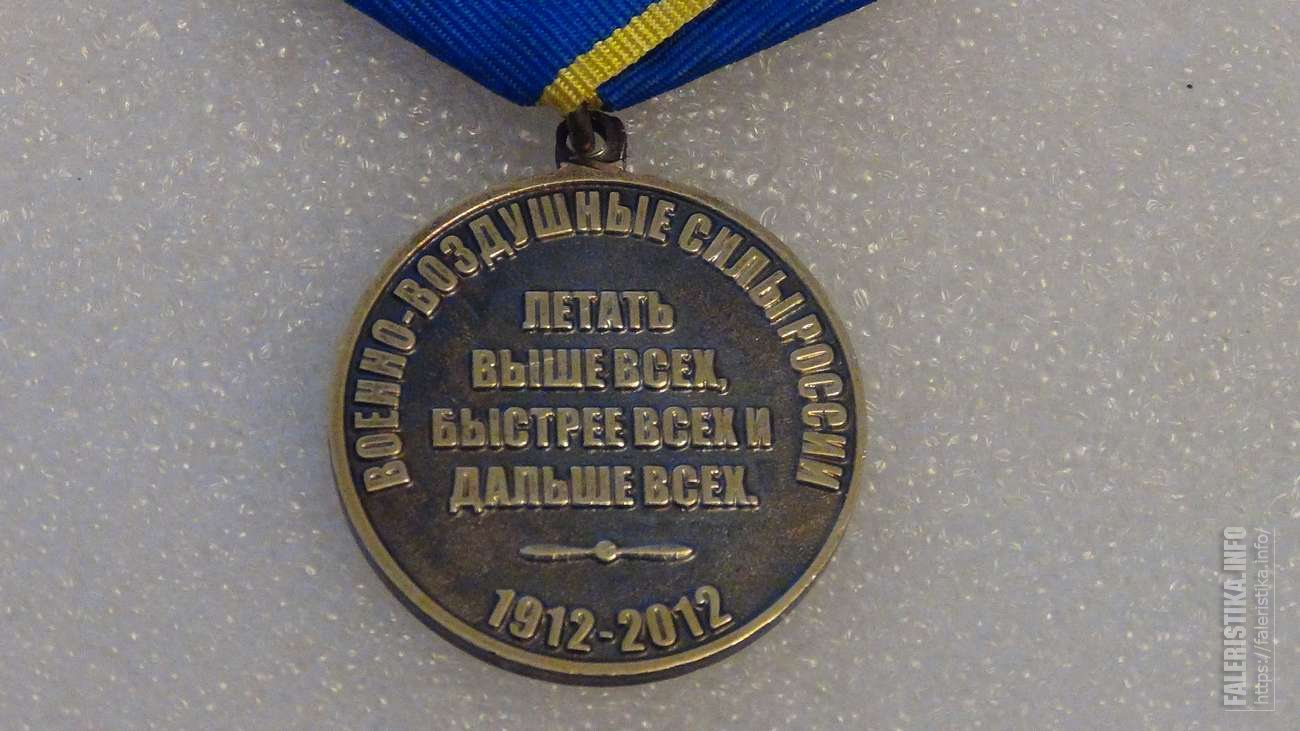 ВОЕННО-ВОЗДУШНЫЕ СИЛЫ РОССИИ
ЛЕТАТЬ
ВЫШЕ ВСЕХ,
БЫСТРЕЕ ВСЕХ И
ДАЛЬШЕ ВСЕХ.
1912-2012
FALERISTIKA.INFO
https://faleristika.info/